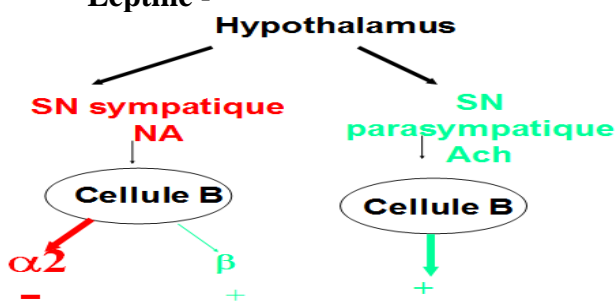 Leptine -
Hypothalamus
SN sympatique
NA
SN
parasympatique
Ach
Cellule B
Cellule B
α2
β
+
−
+